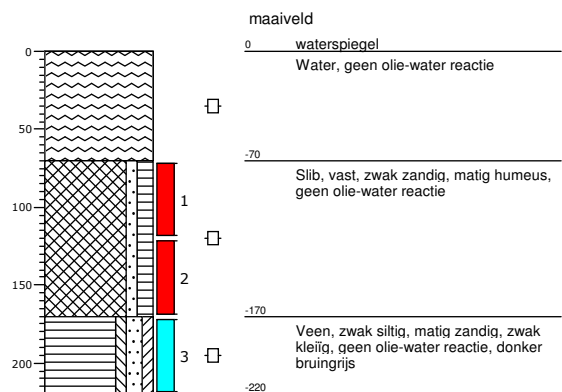 maaiveld
0
0
waterspiegel
Water, geen olie-water reactie
50
-70
Slib, vast, zwak zandig, matig humeus,
geen olie-water reactie
1
100
2
150
-170
Veen, zwak siltig, matig zandig, zwak
kleiïg, geen olie-water reactie, donker
bruingrijs
3
200
-220